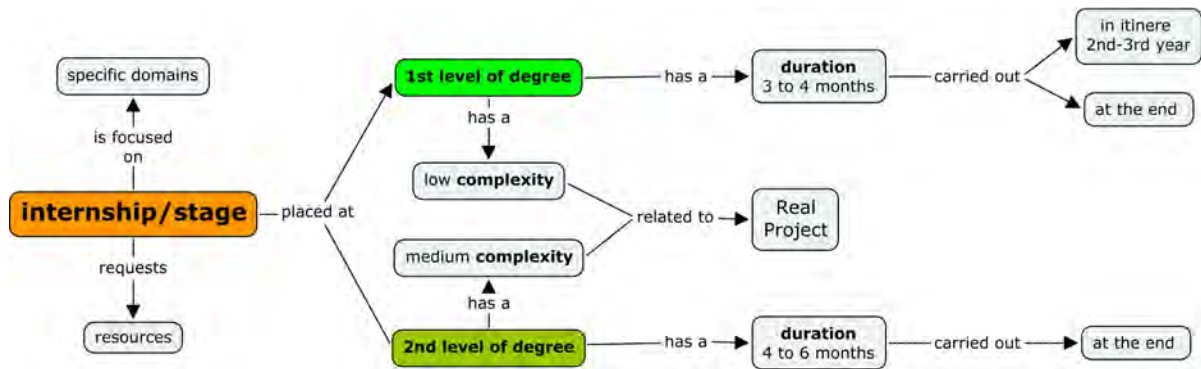 specific domains
is focused
on
internship/stage
requests
resources
placed at
1st level of degree
has a
duration
3 to 4 months
carried out
in itinere
2nd-3rd year
at the end
has a
low complexity
related to
Real
Project
medium complexity
has a
2nd level of degree
has a
duration
4 to 6 months
carried out
at the end